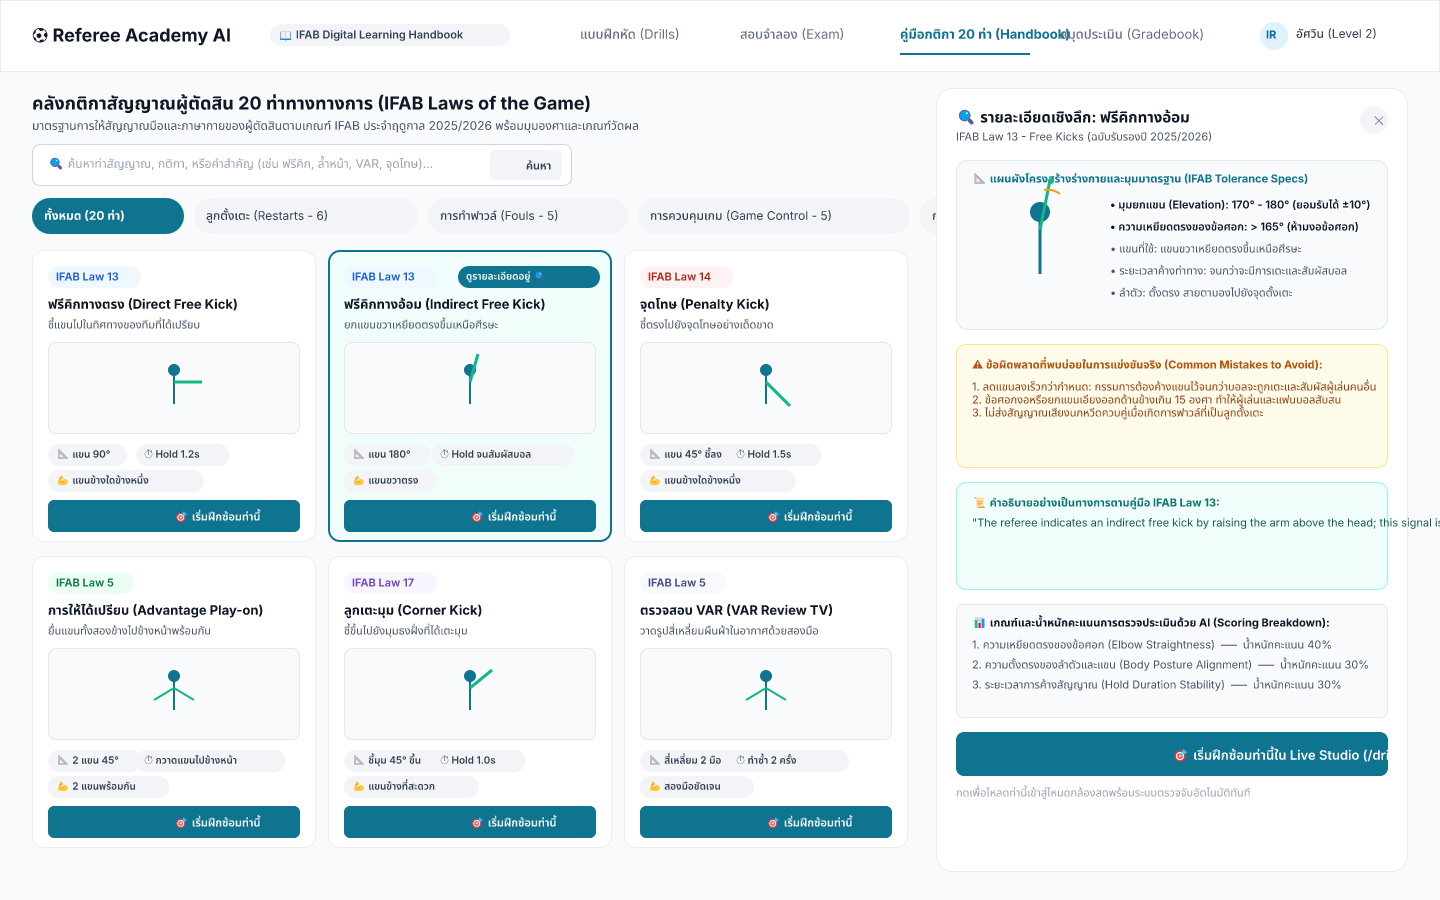 Referee Academy AI
IFAB Digital Learning Handbook
แบบฝึกหัด (Drills)
สอบจำลอง (Exam)
คู่มือกติกา 20 ท่า (Handbook)
สมุดประเมิน (Gradebook)
IR
อัศวิน (Level 2)
คลังกติกาสัญญาณผู้ตัดสิน 20 ท่าทางทางการ (IFAB Laws of the Game)
มาตรฐานการให้สัญญาณมือและภาษากายของผู้ตัดสินตามเกณฑ์ IFAB ประจำฤดูกาล 2025/2026 พร้อมมุมองศาและเกณฑ์วัดผล
ค้นหาท่าสัญญาณ, กติกา, หรือคำสำคัญ (เช่น ฟรีคิก, ล้ำหน้า, VAR, จุดโทษ)...
ค้นหา
ทั้งหมด (20 ท่า)
ลูกตั้งเตะ (Restarts - 6)
การทำฟาวล์ (Fouls - 5)
การควบคุมเกม (Game Control - 5)
IFAB Law 13
ฟรีคิกทางตรง (Direct Free Kick)
ชี้แขนไปในทิศทางของทีมที่ได้เปรียบ
แขน 90°
⏱ Hold 1.2s
แขนข้างใดข้างหนึ่ง
เริ่มฝึกซ้อมท่านี้
IFAB Law 13
ดูรายละเอียดอยู่
ฟรีคิกทางอ้อม (Indirect Free Kick)
ยกแขนขวาเหยียดตรงขึ้นเหนือศีรษะ
แขน 180°
⏱ Hold จนสัมผัสบอล
แขนขวาตรง
เริ่มฝึกซ้อมท่านี้
IFAB Law 14
จุดโทษ (Penalty Kick)
ชี้ตรงไปยังจุดโทษอย่างเด็ดขาด
แขน 45° ชี้ลง
⏱ Hold 1.5s
แขนข้างใดข้างหนึ่ง
เริ่มฝึกซ้อมท่านี้
IFAB Law 5
การให้ได้เปรียบ (Advantage Play-on)
ยื่นแขนทั้งสองข้างไปข้างหน้าพร้อมกัน
2 แขน 45°
⏱ กวาดแขนไปข้างหน้า
2 แขนพร้อมกัน
เริ่มฝึกซ้อมท่านี้
IFAB Law 17
ลูกเตะมุม (Corner Kick)
ชี้ขึ้นไปยังมุมธงฝั่งที่ได้เตะมุม
ชี้มุม 45° ขึ้น
⏱ Hold 1.0s
แขนข้างที่สะดวก
เริ่มฝึกซ้อมท่านี้
IFAB Law 5
ตรวจสอบ VAR (VAR Review TV)
วาดรูปสี่เหลี่ยมผืนผ้าในอากาศด้วยสองมือ
สี่เหลี่ยม 2 มือ
⏱ ทำซ้ำ 2 ครั้ง
สองมือชัดเจน
เริ่มฝึกซ้อมท่านี้
รายละเอียดเชิงลึก: ฟรีคิกทางอ้อม
✕
IFAB Law 13 - Free Kicks (ฉบับรับรองปี 2025/2026)
แผนผังโครงสร้างร่างกายและมุมมาตรฐาน (IFAB Tolerance Specs)
• มุมยกแขน (Elevation): 170° - 180° (ยอมรับได้ ±10°)
• ความเหยียดตรงของข้อศอก: > 165° (ห้ามงอข้อศอก)
• แขนที่ใช้: แขนขวาเหยียดตรงขึ้นเหนือศีรษะ
• ระยะเวลาค้างท่าทาง: จนกว่าจะมีการเตะและสัมผัสบอล
• ลำตัว: ตั้งตรง สายตามองไปยังจุดตั้งเตะ
⚠ ข้อผิดพลาดที่พบบ่อยในการแข่งขันจริง (Common Mistakes to Avoid):
1. ลดแขนลงเร็วกว่ากำหนด: กรรมการต้องค้างแขนไว้จนกว่าบอลจะถูกเตะและสัมผัสผู้เล่นคนอื่น
2. ข้อศอกงอหรือยกแขนเอียงออกด้านข้างเกิน 15 องศา ทำให้ผู้เล่นและแฟนบอลสับสน
3. ไม่ส่งสัญญาณเสียงนกหวีดควบคู่เมื่อเกิดการฟาวล์ที่เป็นลูกตั้งเตะ
คำอธิบายอย่างเป็นทางการตามคู่มือ IFAB Law 13:
"The referee indicates an indirect free kick by raising the arm above the head; this signal is
เกณฑ์และน้ำหนักคะแนนการตรวจประเมินด้วย AI (Scoring Breakdown):
1. ความเหยียดตรงของข้อศอก (Elbow Straightness) — น้ำหนักคะแนน 40%
2. ความตั้งตรงของลำตัวและแขน (Body Posture Alignment) — น้ำหนักคะแนน 30%
3. ระยะเวลาการค้างสัญญาณ (Hold Duration Stability) — น้ำหนักคะแนน 30%
เริ่มฝึกซ้อมท่านี้ใน Live Studio (/dri
กดเพื่อโหลดท่านี้เข้าสู่โหมดกล้องสดพร้อมระบบตรวจจับอัตโนมัติทันที